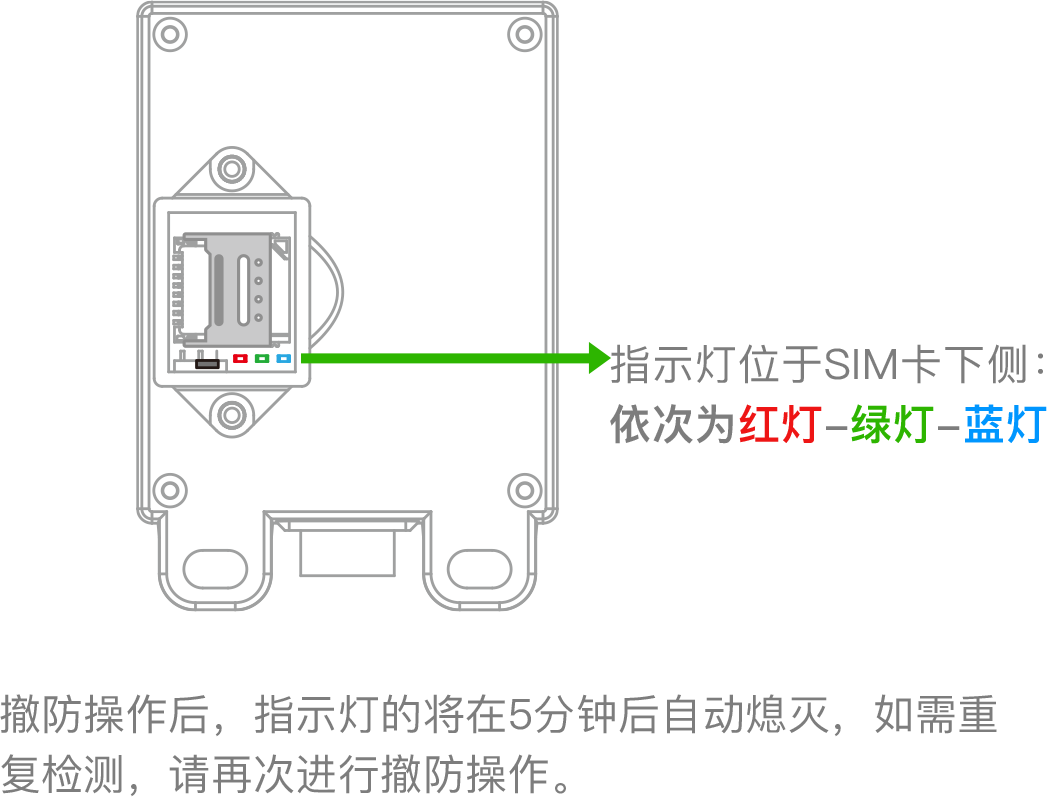 指示灯位于SIM卡下侧：
依次为红灯-绿灯-蓝灯
撤防操作后，指示灯的将在5分钟后自动熄灭，如需重
复检测，请再次进行撤防操作。